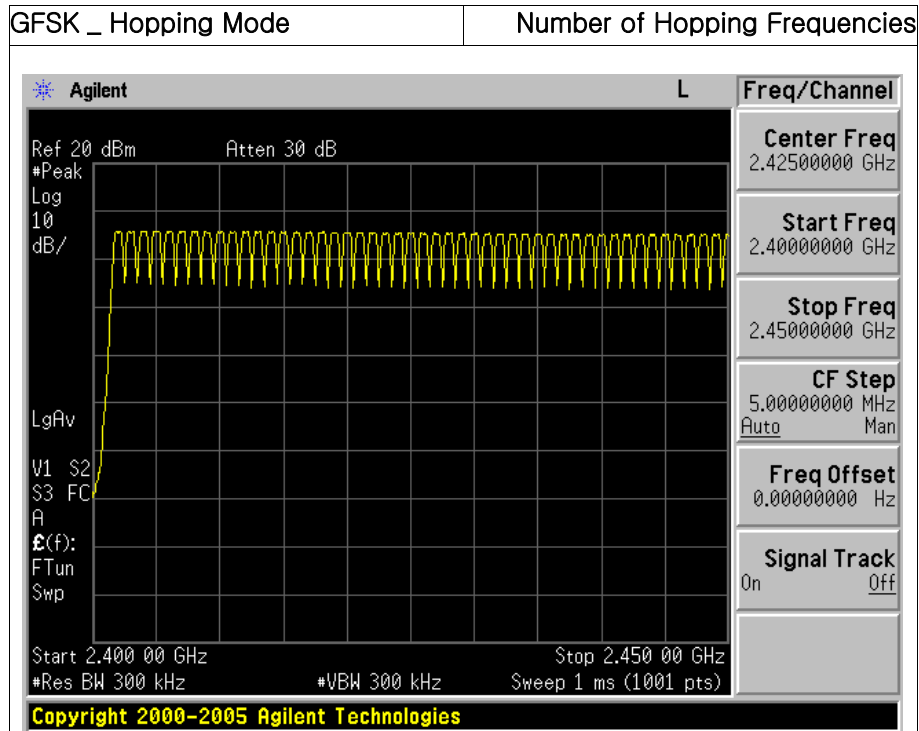 GFSK _ Hopping Mode
Number of Hopping Frequencies
Agilent
L
Freq/Channel
Ref 20 dBm
Atten 30 dB
#Peak
Log
10
dB/
LgAv
V1 S2
S3 FC
A
£(f):
FTun
Swp
Start 2.400 00 GHz
Stop 2.450 00 GHz
#Res BW 300 kHz
#VBW 300 kHz
Sweep 1 ms (1001 pts)
Copyright 2000-2005 Agilent Technologies
Center Freq
2.42500000 GHz
Start Freq
2.40000000 GHz
Stop Freq
2.45000000 GHz
CF Step
5.00000000 MHz
Auto Man
Freq Offset
0.00000000 Hz
Signal Track
On Off